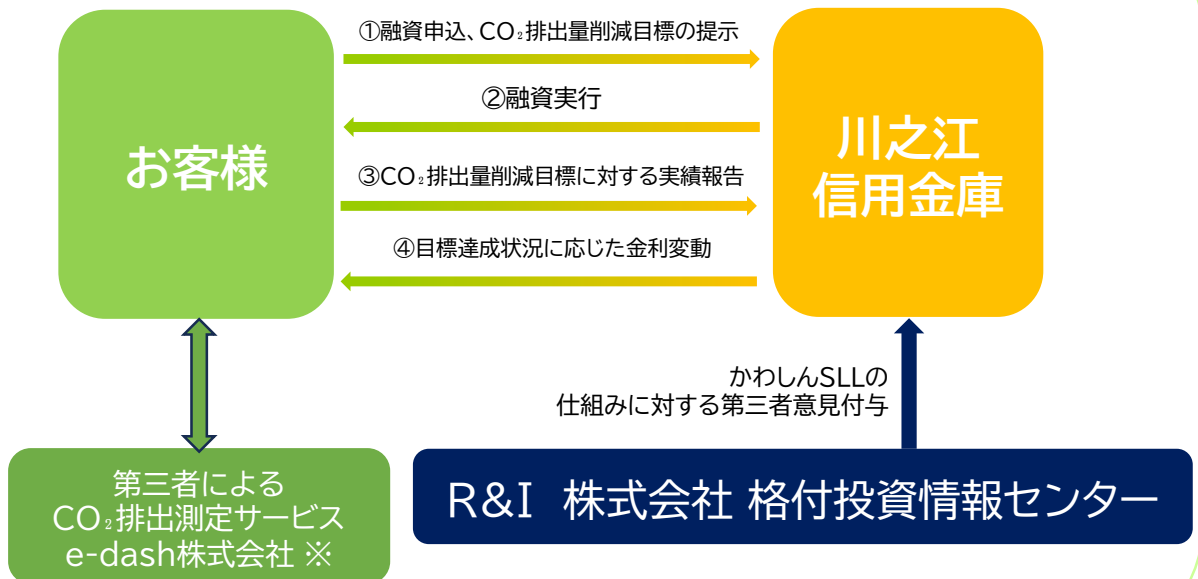 ①融資申込、CO₂排出量削減目標の提示
②融資実行
お客様
川之江
信用金庫
③CO₂排出量削減目標に対する実績報告
④目標達成状況に応じた金利変動
かわしんSLLの
仕組みに対する第三者意見付与
第三者による
CO₂排出測定サービス
e-dash株式会社 ※
R&I 株式会社 格付投資情報センター